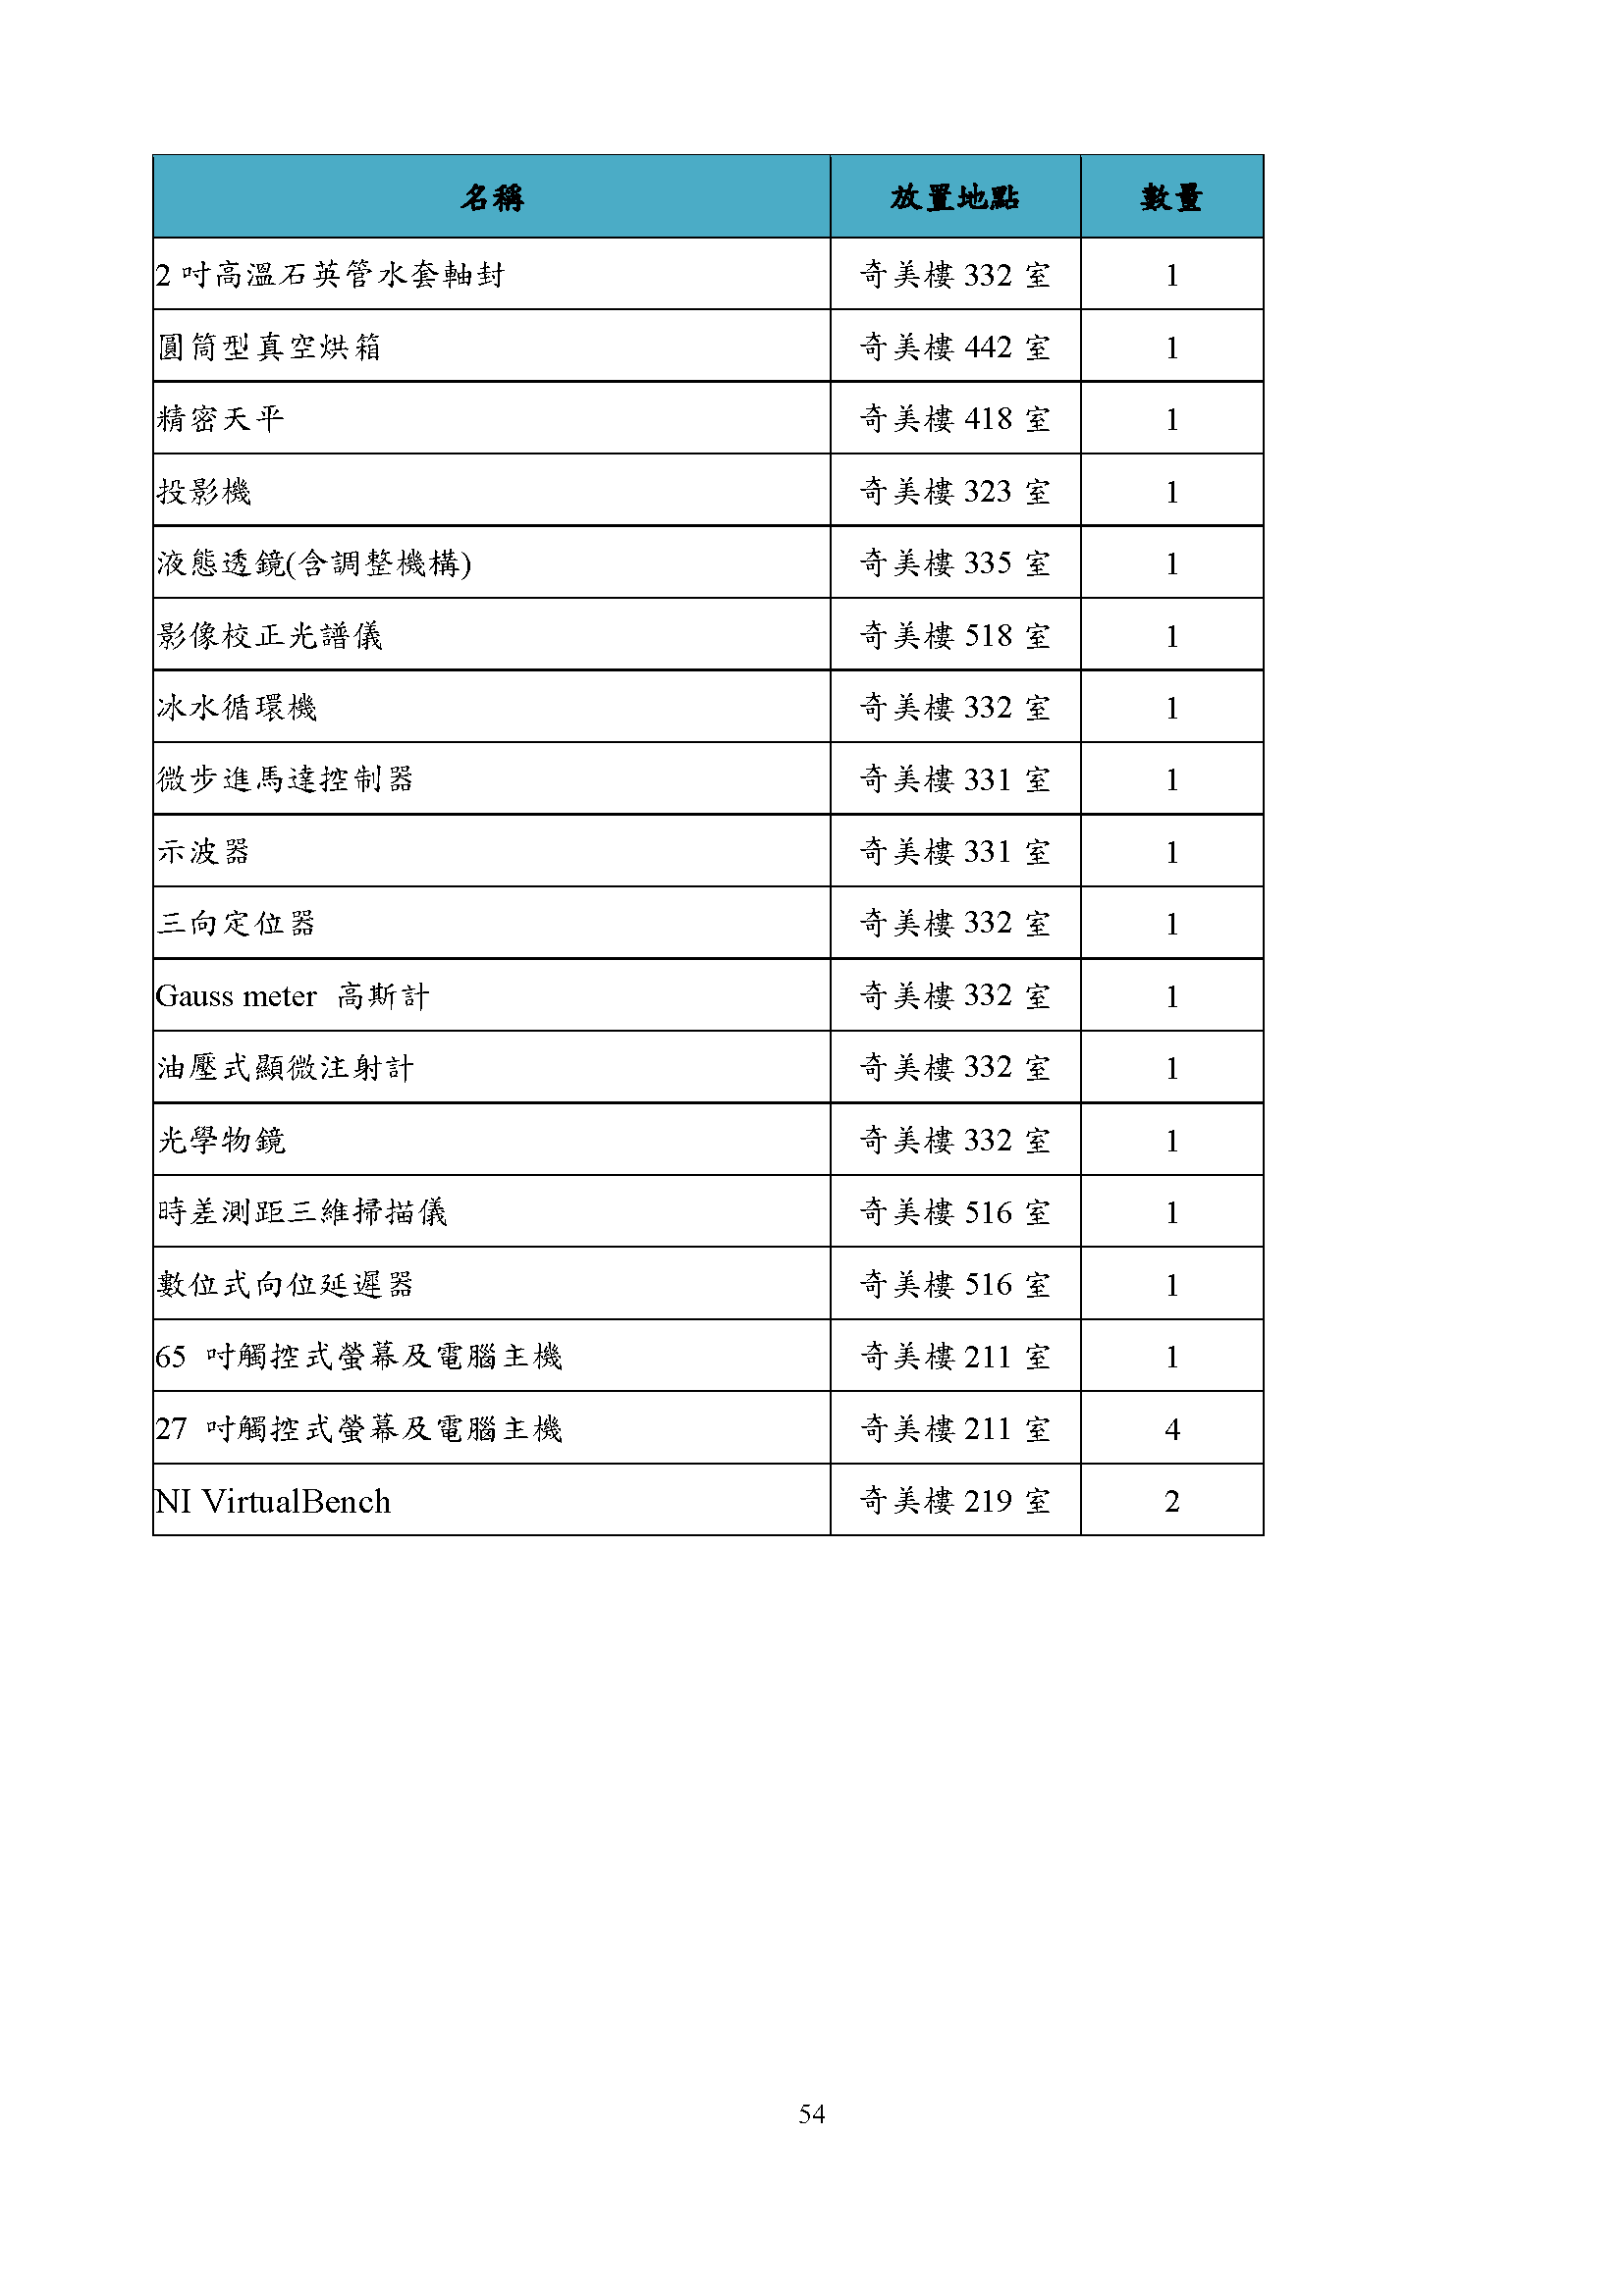 名稱 放置地點 數量
2 吋高溫石英管水套軸封 奇美樓 332 室 1
圓筒型真空烘箱 奇美樓 442 室 1
精密天平 奇美樓 418 室 1
投影機 奇美樓 323 室 1
液態透鏡(含調整機構) 奇美樓 335 室 1
影像校正光譜儀 奇美樓 518 室 1
冰水循環機 奇美樓 332 室 1
微步進馬達控制器 奇美樓 331 室 1
示波器 奇美樓 331 室 1
三向定位器 奇美樓 332 室 1
Gauss meter 高斯計 奇美樓 332 室 1
油壓式顯微注射計 奇美樓 332 室 1
光學物鏡 奇美樓 332 室 1
時差測距三維掃描儀 奇美樓 516 室 1
數位式向位延遲器 奇美樓 516 室 1
65 吋觸控式螢幕及電腦主機 奇美樓 211 室 1
27 吋觸控式螢幕及電腦主機 奇美樓 211 室 4
NI VirtualBench 奇美樓 219 室 2
54